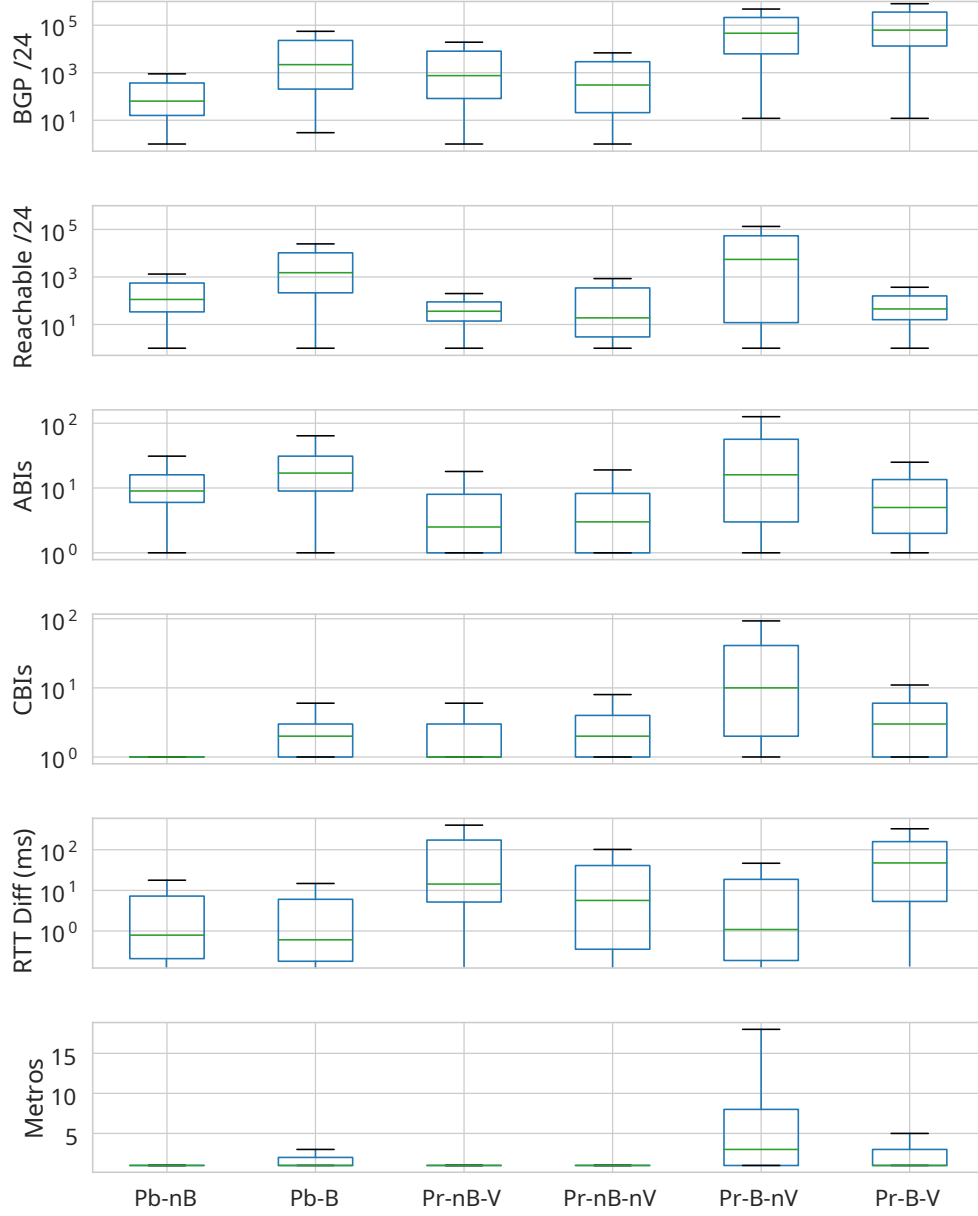 BGP /24
10^5
10^3
10^1
Reachable /24
10^5
10^3
10^1
ABIs
10^2
10^1
10^0
CBIs
10^2
10^1
10^0
RTT Diff (ms)
10^2
10^1
10^0
Metros
15
10
5
Pb-nB Pb-B Pr-nB-V Pr-nB-nV Pr-B-nV Pr-B-V